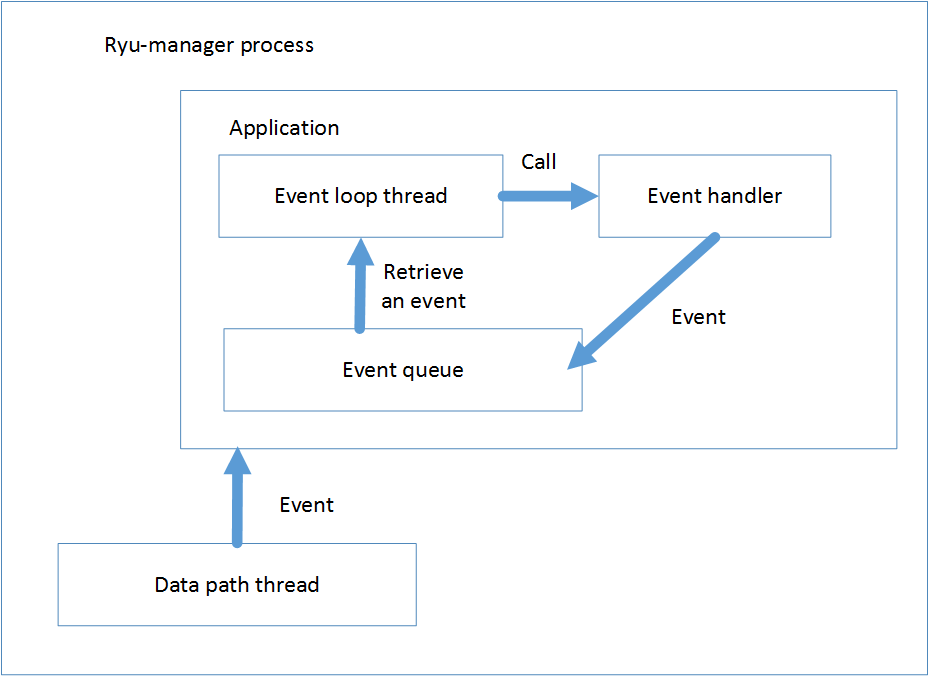 Ryu-manager process
Application
Call
Event loop thread
Event handler
Retrieve
an event
Event
Event queue
Event
Data path thread